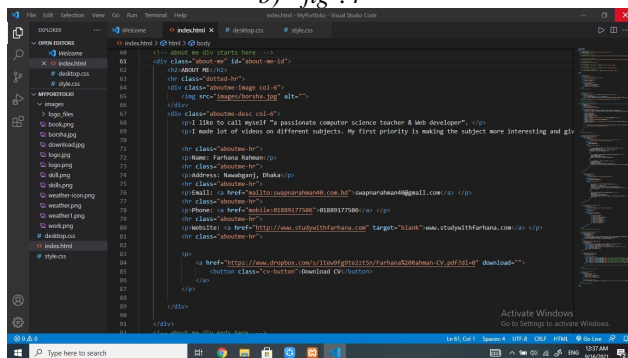 b) fig :4
File Edit Selection View Go Run Terminal Help
index.html - MyPortfolio - Visual Studio Code
EXPLORER
Welcome
index.html
# desktop.css
# style.css
index.html > html > body
OPEN EDITORS
Welcome
index.html
# desktop.css
# style.css
MYPORTFOLIO
images
logo_files
book.png
borsha.jpg
download.jpg
logo.jpg
logo.png
skill.png
skills.png
weather-icon.png
weather.png
weather1.png
work.png
# desktop.css
index.html
# style.css
60 <!-- about me div starts here -->
61 <div class="about-me" id="about-me-id">
62 <h2>ABOUT ME</h2>
63 <hr class="dotted-hr">
64 <div class="aboutme-image col-6">
65 <img src="images/borsha.jpg" alt="">
66 </div>
67 <div class="aboutme-desc col-6">
68 <p>I like to call myself "a passionate computer science teacher & Web developer". </p>
69 <p>I made lot of videos on different subjects. My first priority is making the subject more interesting and giv
70
71 <hr class="aboutme-hr">
72 <p>Name: Farhana Rahman</p>
73 <hr class="aboutme-hr">
74 <p>Address: Nawabganj, Dhaka</p>
75 <hr class="aboutme-hr">
76 <p>Email: <a href="mailto:swapnarahman40.com.bd">swapnarahman40@gmail.com</a> </p>
77 <hr class="aboutme-hr">
78 <p>Phone: <a href="mobile:01889177506">01889177506</a> </p>
79 <hr class="aboutme-hr">
80 <p>Website: <a href="http://www.studywithfarhana.com" target="blank">www.studywithfarhana.com</a> </p>
81 <hr class="aboutme-hr">
82
83 <p>
84 <a href="https://www.dropbox.com/s/ltew0fg9te2zt5n/Farhana%20Rahman-CV.pdf?dl=0" download="">
85 <button class="cv-button">Download CV</button>
86 </a>
87 </p>
88
89 </div>
90
91 </div>
<!-- about me div ends here -->
Activate Windows
Go to Settings to activate Windows.
0 0
Ln 61, Col 1 Spaces: 4 UTF-8 CRLF HTML Go Live
Type here to search
ENG
12:37 AM
9/16/2021